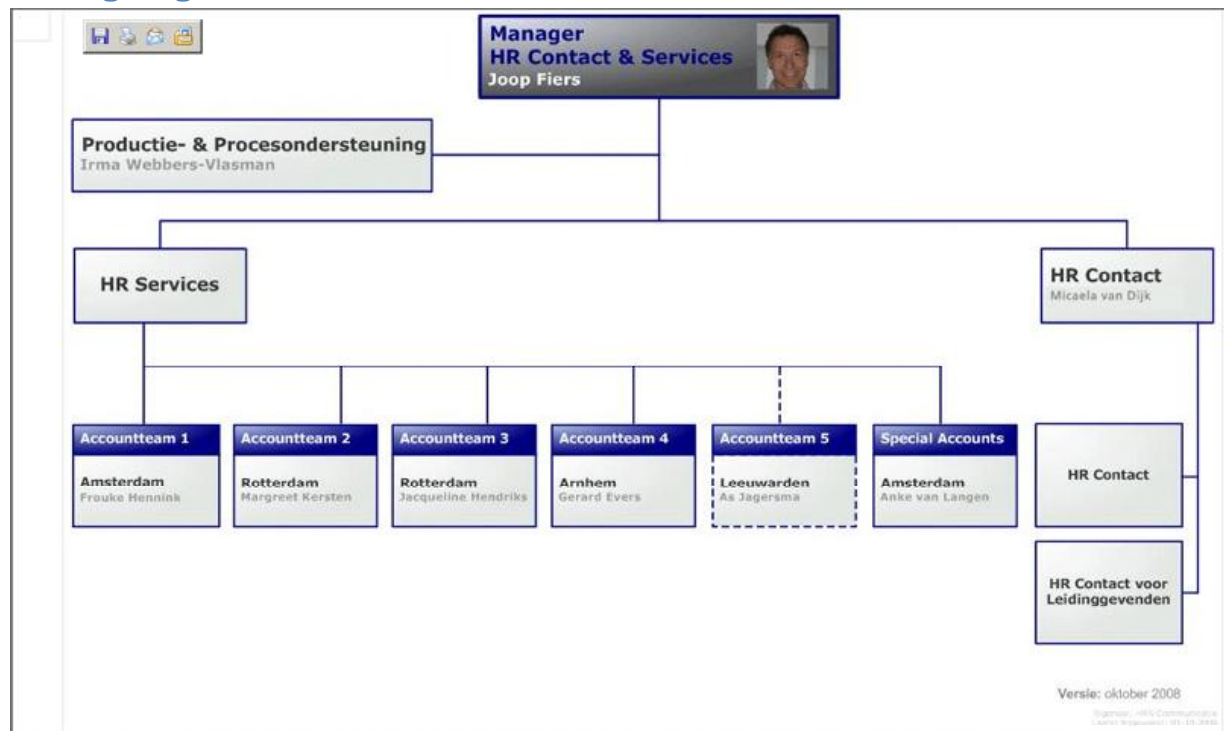 Manager
HR Contact & Services
Joop Fiers
Productie- & Procesondersteuning
Irma Webbers-Vlasman
HR Services
HR Contact
Micaela van Dijk
Accountteam 1
Amsterdam
Frouke Hennink
Accountteam 2
Rotterdam
Margreet Kersten
Accountteam 3
Rotterdam
Jacqueline Hendriks
Accountteam 4
Arnhem
Gerard Evers
Accountteam 5
Leeuwarden
As Jagersma
Special Accounts
Amsterdam
Anke van Langen
HR Contact
HR Contact voor
Leidinggevenden
Versie: oktober 2008